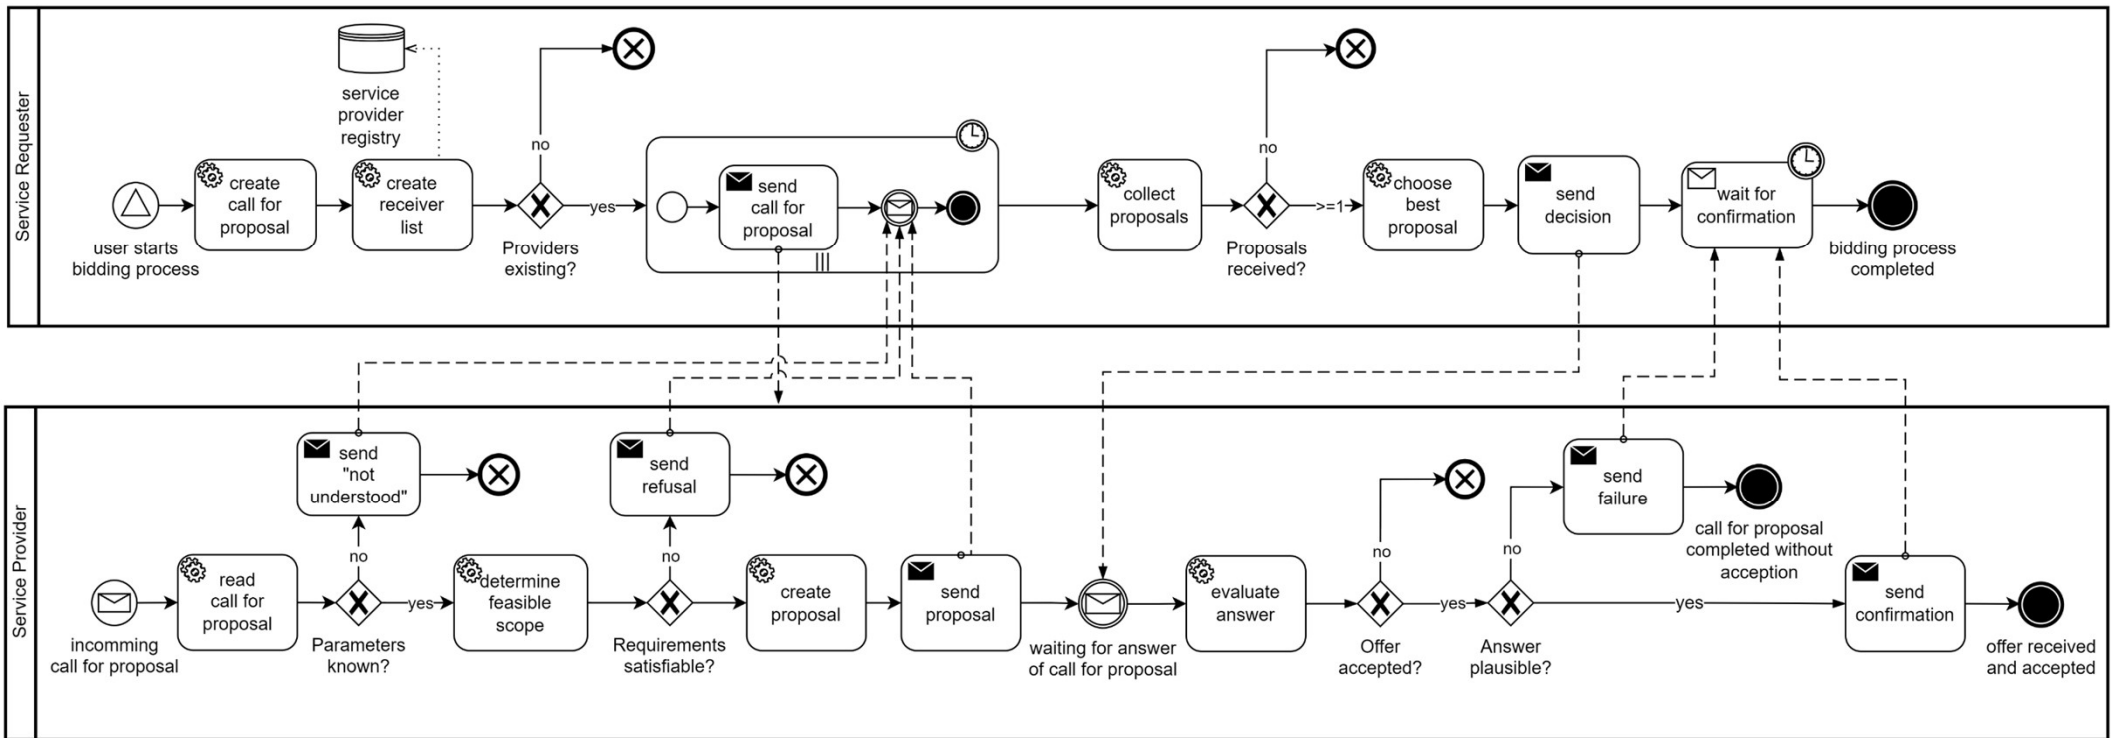 Service Requester
service
provider
registry
no
no
create
call for
proposal
create
receiver
list
yes
send
call for
proposal
collect
proposals
>=1
choose
best
proposal
send
decision
wait for
confirmation
user starts
bidding process
Providers
existing?
Proposals
received?
bidding process
completed
Service Provider
send
"not
understood"
send
refusal
send
failure
no
no
no
no
call for proposal
completed without
acception
read
call for
proposal
yes
determine
feasible
scope
create
proposal
send
proposal
evaluate
answer
yes
yes
send
confirmation
incomming
call for proposal
Parameters
known?
Requirements
satisfiable?
waiting for answer
of call for proposal
Offer
accepted?
Answer
plausible?
offer received
and accepted